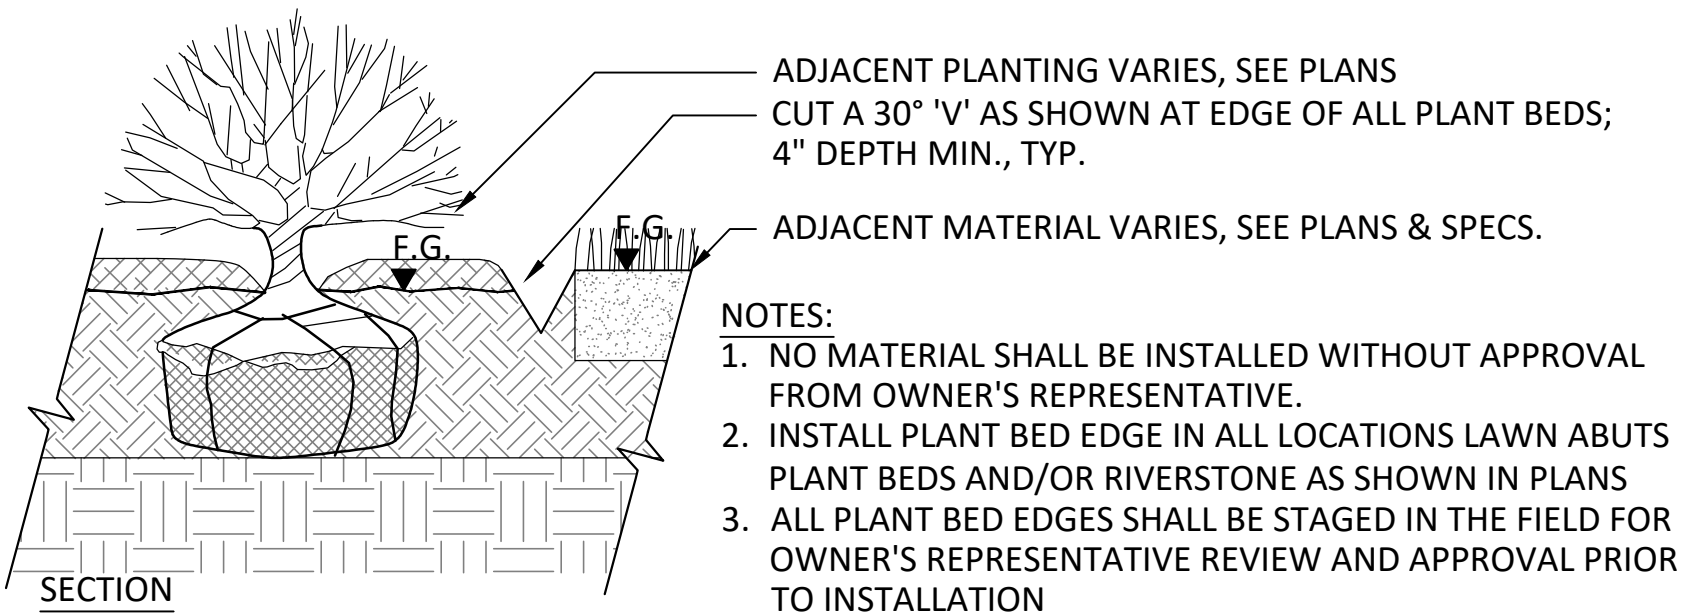 ADJACENT PLANTING VARIES, SEE PLANS
CUT A 30° 'V' AS SHOWN AT EDGE OF ALL PLANT BEDS;
4" DEPTH MIN., TYP.
F.G.
ADJACENT MATERIAL VARIES, SEE PLANS & SPECS.
F.G.
NOTES:
1. NO MATERIAL SHALL BE INSTALLED WITHOUT APPROVAL
FROM OWNER'S REPRESENTATIVE.
2. INSTALL PLANT BED EDGE IN ALL LOCATIONS LAWN ABUTS
PLANT BEDS AND/OR RIVERSTONE AS SHOWN IN PLANS
3. ALL PLANT BED EDGES SHALL BE STAGED IN THE FIELD FOR
OWNER'S REPRESENTATIVE REVIEW AND APPROVAL PRIOR
TO INSTALLATION
SECTION